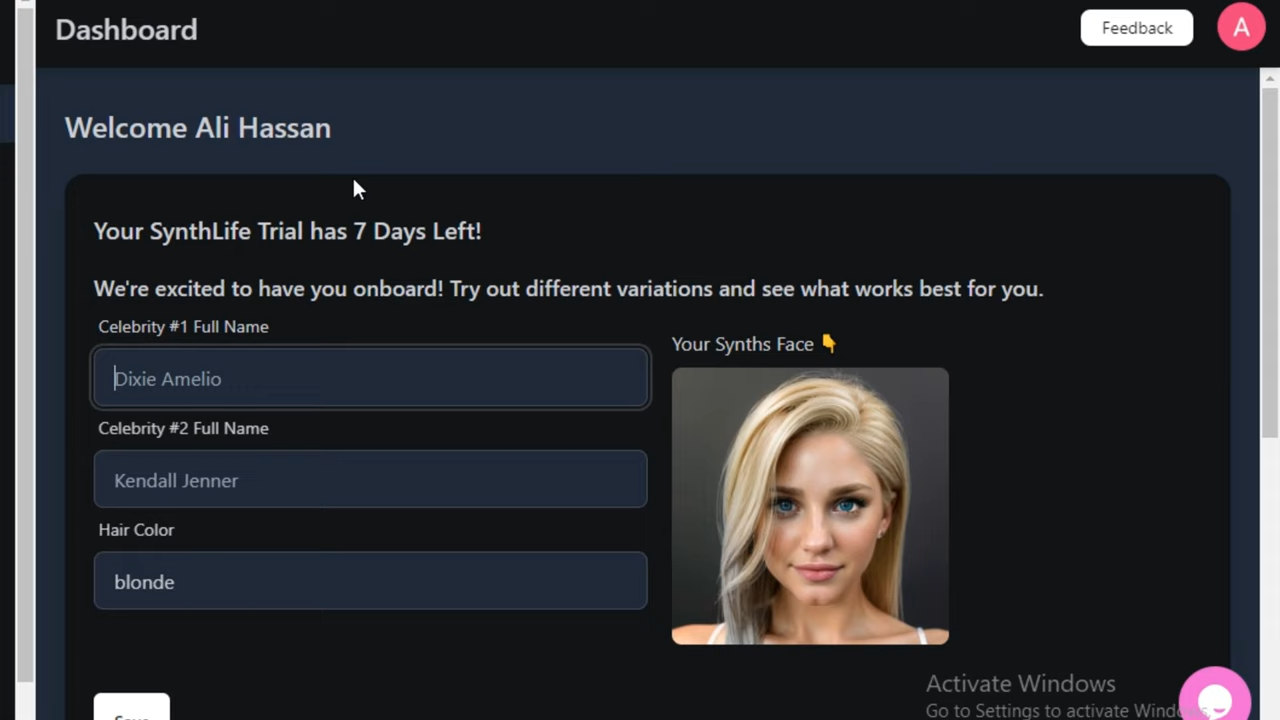 Dashboard
Feedback
A
Welcome Ali Hassan
Your SynthLife Trial has 7 Days Left!
We're excited to have you onboard! Try out different variations and see what works best for you.
Celebrity #1 Full Name
Your Synths Face 👇
Dixie Amelio
Celebrity #2 Full Name
Kendall Jenner
Hair Color
blonde
Activate Windows
Go to Settings to activate